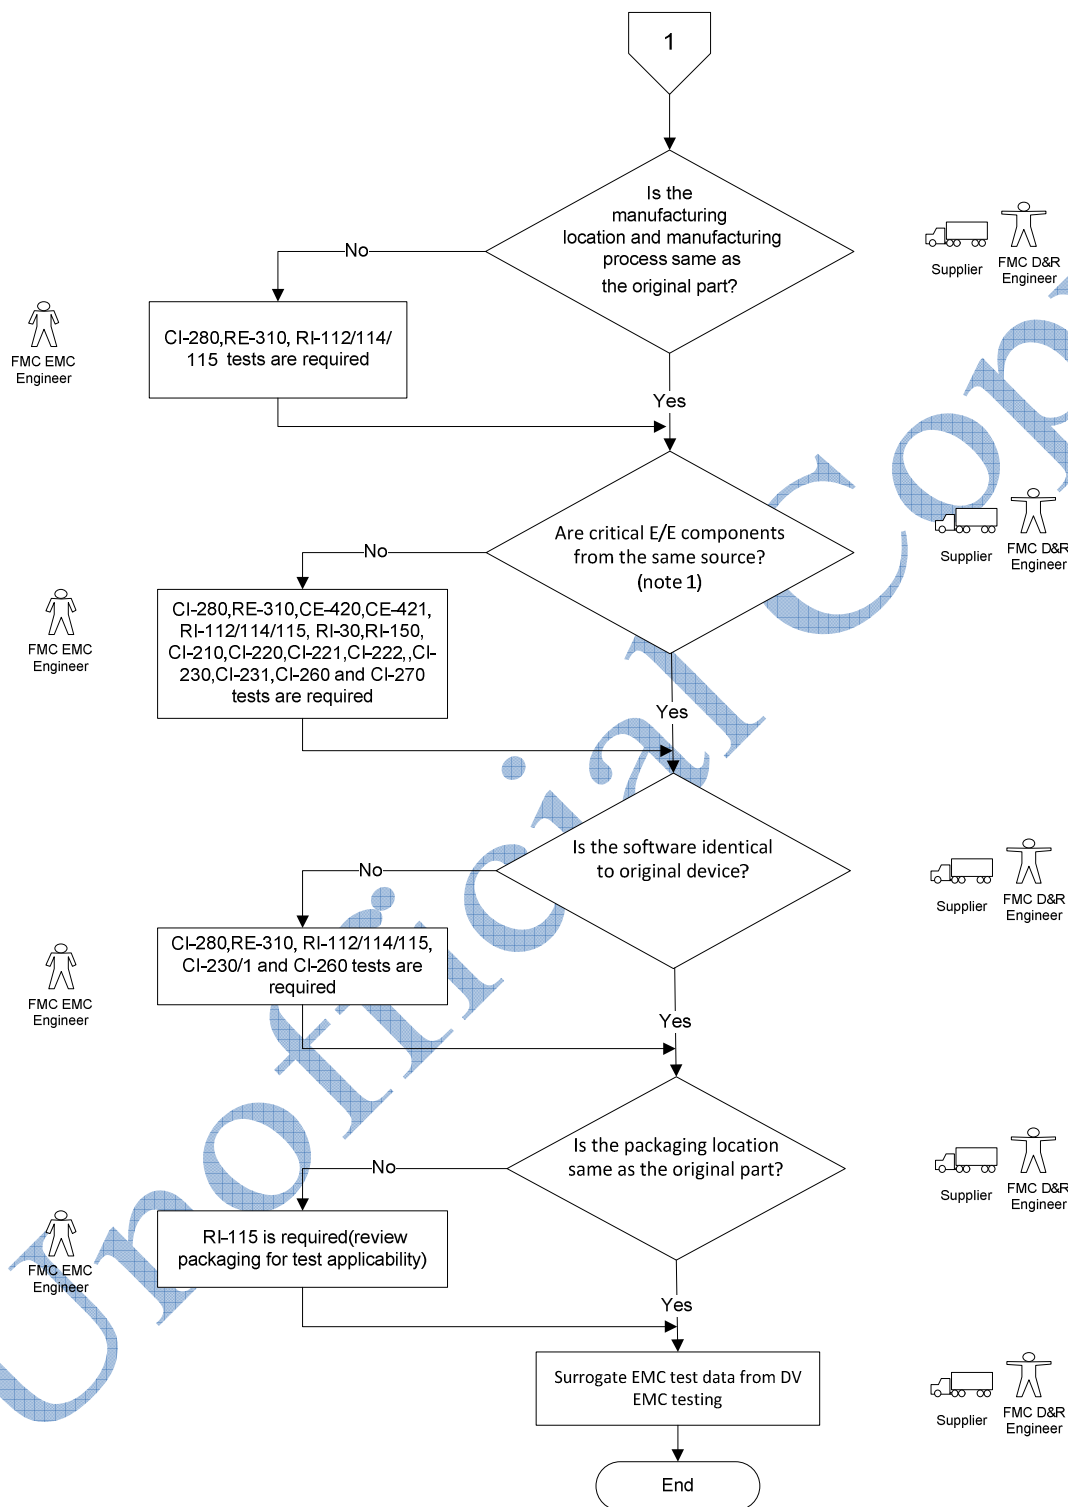 1
Is the
manufacturing
location and manufacturing
process same as
the original part?
No
Supplier
FMC D&R
Engineer
FMC EMC
Engineer
CI-280,RE-310, RI-112/114/
115 tests are required
Yes
Are critical E/E components
from the same source?
(note 1)
No
Supplier
FMC D&R
Engineer
FMC EMC
Engineer
CI-280,RE-310,CE-420,CE-421,
RI-112/114/115, RI-30,RI-150,
CI-210,CI-220,CI-221,CI-222,,CI-
230,CI-231,CI-260 and CI-270
tests are required
Yes
Is the software identical
to original device?
No
Supplier
FMC D&R
Engineer
FMC EMC
Engineer
CI-280,RE-310, RI-112/114/115,
CI-230/1 and CI-260 tests are
required
Yes
Is the packaging location
same as the original part?
No
Supplier
FMC D&R
Engineer
FMC EMC
Engineer
RI-115 is required(review
packaging for test applicability)
Yes
Surrogate EMC test data from DV
EMC testing
Supplier
FMC D&R
Engineer
End
Unofficial Cop